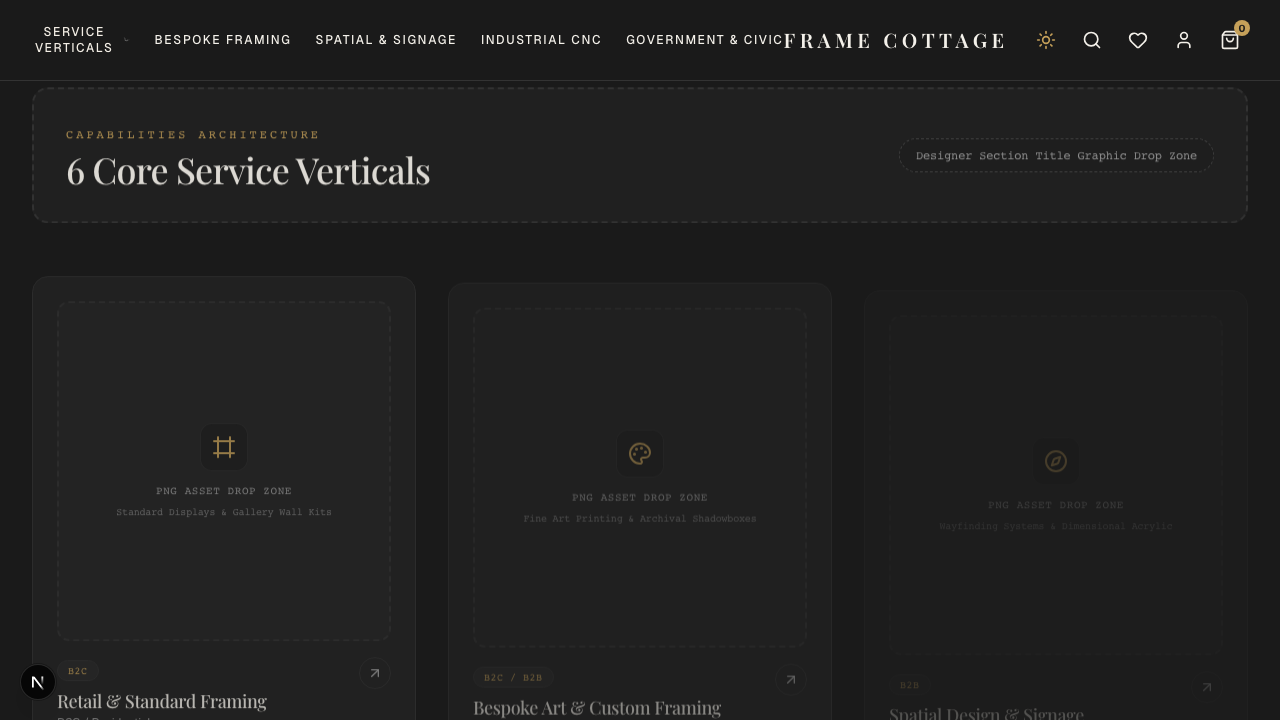 SERVICE
VERTICALS
BESPOKE FRAMING
SPATIAL & SIGNAGE
INDUSTRIAL CNC
GOVERNMENT & CIVIC
FRAME COTTAGE
0
CAPABILITIES ARCHITECTURE
6 Core Service Verticals
Designer Section Title Graphic Drop Zone
PNG ASSET DROP ZONE
Standard Displays & Gallery Wall Kits
PNG ASSET DROP ZONE
Fine Art Printing & Archival Shadowboxes
PNG ASSET DROP ZONE
Wayfinding Systems & Dimensional Acrylic
B2C
Retail & Standard Framing
B2C / B2B
Bespoke Art & Custom Framing
B2B
Spatial Design & Signage
N